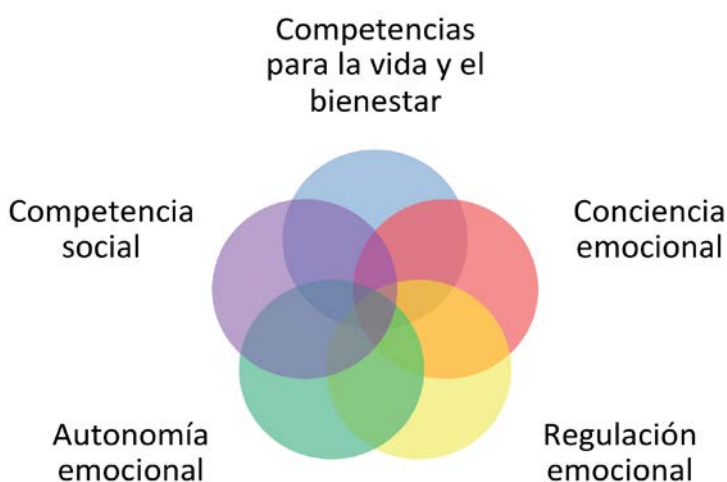 Competencias
para la vida y el
bienestar
Competencia
social
Conciencia
emocional
Autonomía
emocional
Regulación
emocional